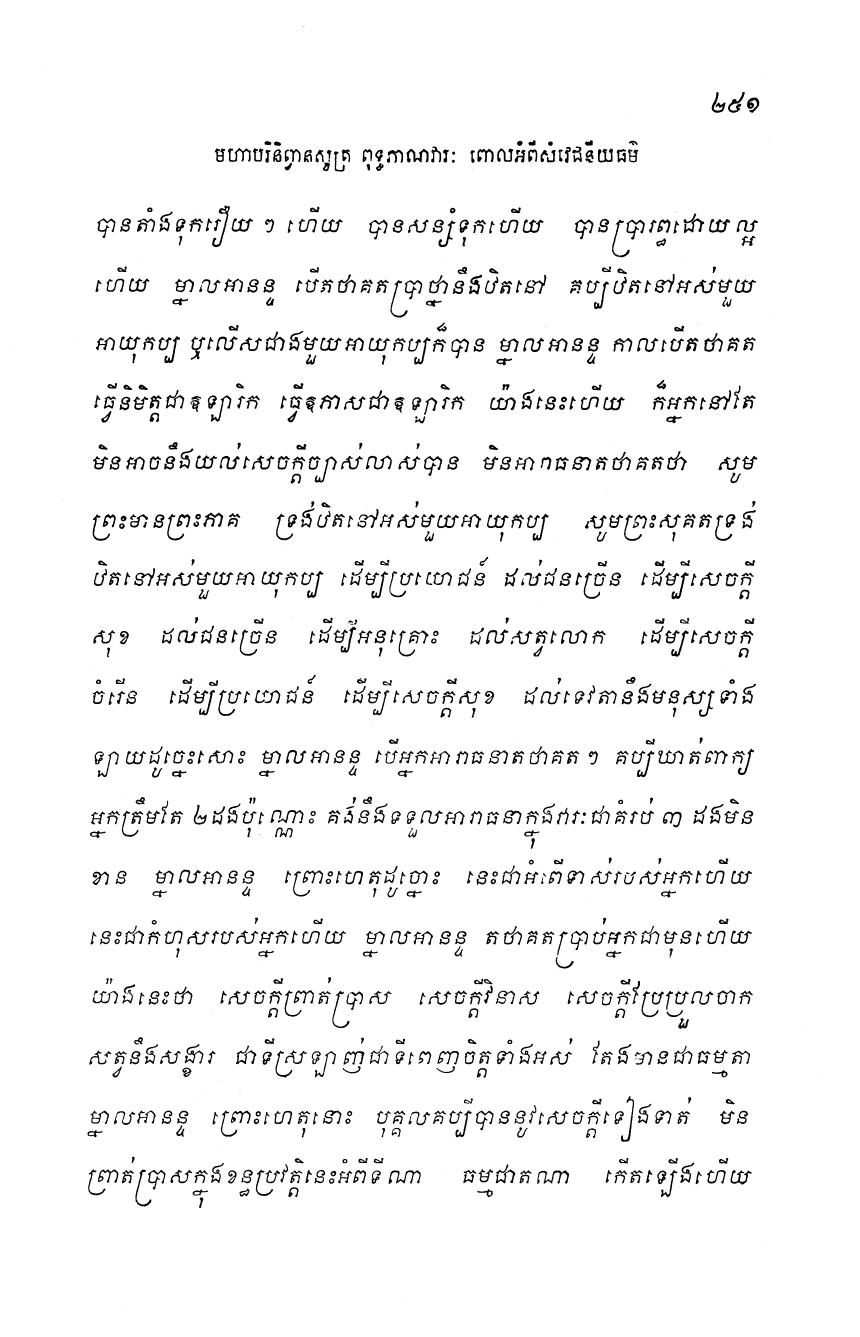 ២៥១
មហាបរិនិព្វានសូត្រ ពុទ្ធភាណវារៈ ពោលអំពីសំវេជនីយធម៌
បានតាំងទុករឿយ ៗ ហើយ បានសន្សំទុកហើយ បានប្រារព្ធដោយល្អ
ហើយ ម្នាលអានន្ទ បើតថាគតប្រាថ្នានឹងឋិតនៅ គប្បីឋិតនៅអស់មួយ
អាយុកប្ប ឬលើសជាងមួយអាយុកប្បក៏បាន ម្នាលអានន្ទ កាលបើតថាគត
ធ្វើនិមិត្តជាឱឡារិក ធ្វើឱភាសជាឱឡារិក យ៉ាងនេះហើយ ក៏អ្នកនៅតែ
មិនអាចនឹងយល់សេចក្តីច្បាស់លាស់បាន មិនអារាធនាតថាគតថា សូម
ព្រះមានព្រះភាគ ទ្រង់ឋិតនៅអស់មួយអាយុកប្ប សូមព្រះសុគតទ្រង់
ឋិតនៅអស់មួយអាយុកប្ប ដើម្បីប្រយោជន៍ ដល់ជនច្រើន ដើម្បីសេចក្តី
សុខ ដល់ជនច្រើន ដើម្បីអនុគ្រោះ ដល់សត្វលោក ដើម្បីសេចក្តី
ចំរើន ដើម្បីប្រយោជន៍ ដើម្បីសេចក្តីសុខ ដល់ទេវតានឹងមនុស្សទាំង
ឡាយដូច្នេះសោះ ម្នាលអានន្ទ បើអ្នកអារាធនាតថាគត ៗ គប្បីឃាត់ពាក្យ
អ្នកត្រឹមតែ ២ដងប៉ុណ្ណោះ គង់នឹងទទួលអារាធនាក្នុងវារៈជាគំរប់ ៣ ដងមិន
ខាន ម្នាលអានន្ទ ព្រោះហេតុដូច្នោះ នេះជាអំពើទាស់របស់អ្នកហើយ
នេះជាកំហុសរបស់អ្នកហើយ ម្នាលអានន្ទ តថាគតប្រាប់អ្នកជាមុនហើយ
យ៉ាងនេះថា សេចក្តីព្រាត់ប្រាស សេចក្តីវិនាស សេចក្តីប្រែប្រួលចាក
សត្វនឹងសង្ខារ ជាទីស្រឡាញ់ជាទីពេញចិត្តទាំងអស់ តែងមានជាធម្មតា
ម្នាលអានន្ទ ព្រោះហេតុនោះ បុគ្គលគប្បីបាននូវសេចក្តីទៀងទាត់ មិន
ព្រាត់ប្រាសក្នុងខន្ធប្រវត្តិនេះអំពីទីណា ធម្មជាតណា កើតឡើងហើយ